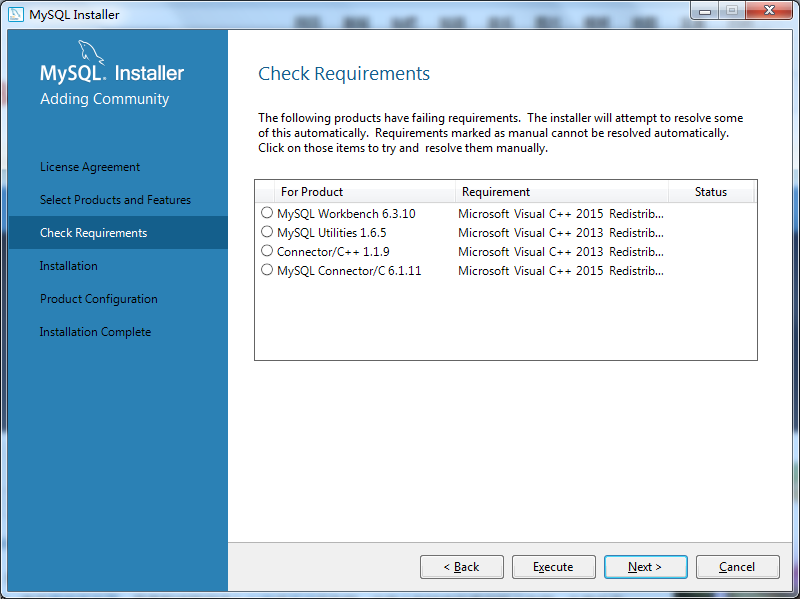 MySQL Installer
MySQL. Installer
Adding Community
License Agreement
Select Products and Features
Check Requirements
Installation
Product Configuration
Installation Complete
Check Requirements
The following products have failing requirements. The installer will attempt to resolve some
of this automatically. Requirements marked as manual cannot be resolved automatically.
Click on those items to try and resolve them manually.
For Product Requirement Status
MySQL Workbench 6.3.10 Microsoft Visual C++ 2015 Redistrib...
MySQL Utilities 1.6.5 Microsoft Visual C++ 2013 Redistrib...
Connector/C++ 1.1.9 Microsoft Visual C++ 2013 Redistrib...
MySQL Connector/C 6.1.11 Microsoft Visual C++ 2015 Redistrib...
< Back Execute Next > Cancel